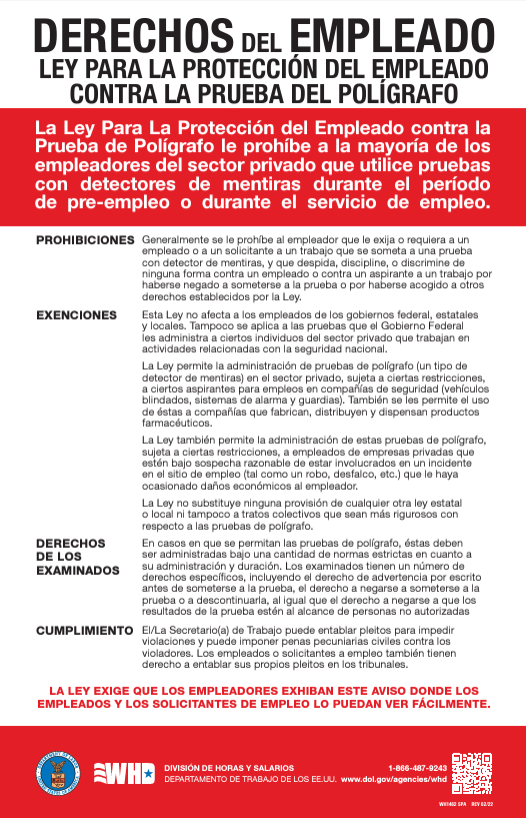 DERECHOS DEL EMPLEADO
LEY PARA LA PROTECCIÓN DEL EMPLEADO
CONTRA LA PRUEBA DEL POLÍGRAFO
La Ley Para La Protección del Empleado contra la
Prueba de Polígrafo le prohíbe a la mayoría de los
empleadores del sector privado que utilice pruebas
con detectores de mentiras durante el período
de pre-empleo o durante el servicio de empleo.
PROHIBICIONES
Generalmente se le prohíbe al empleador que le exija o requiera a un
empleado o a un solicitante a un trabajo que se someta a una prueba
con detector de mentiras, y que despida, discipline, o discrimine de
ninguna forma contra un empleado o contra un aspirante a un trabajo por
haberse negado a someterse a la prueba o por haberse acogido a otros
derechos establecidos por la Ley.
EXENCIONES
Esta Ley no afecta a los empleados de los gobiernos federal, estatales
y locales. Tampoco se aplica a las pruebas que el Gobierno Federal
les administra a ciertos individuos del sector privado que trabajan en
actividades relacionadas con la seguridad nacional.
La Ley permite la administración de pruebas de polígrafo (un tipo de
detector de mentiras) en el sector privado, sujeta a ciertas restricciones,
a ciertos aspirantes para empleos en compañías de seguridad (vehículos
blindados, sistemas de alarma y guardias). También se les permite el uso
de éstas a compañías que fabrican, distribuyen y dispensan productos
farmacéuticos.
La Ley también permite la administración de estas pruebas de polígrafo,
sujeta a ciertas restricciones, a empleados de empresas privadas que
estén bajo sospecha razonable de estar involucrados en un incidente
en el sitio de empleo (tal como un robo, desfalco, etc.) que le haya
ocasionado daños económicos al empleador.
La Ley no substituye ninguna provisión de cualquier otra ley estatal
o local ni tampoco a tratos colectivos que sean más rigurosos con
respecto a las pruebas de polígrafo.
DERECHOS
DE LOS
EXAMINADOS
En casos en que se permitan las pruebas de polígrafo, éstas deben
ser administradas bajo una cantidad de normas estrictas en cuanto a
su administración y duración. Los examinados tienen un número de
derechos específicos, incluyendo el derecho de advertencia por escrito
antes de someterse a la prueba, el derecho a negarse a someterse a la
prueba o a descontinuarla, al igual que el derecho a negarse a que los
resultados de la prueba estén al alcance de personas no autorizadas
CUMPLIMIENTO
El/La Secretario(a) de Trabajo puede entablar pleitos para impedir
violaciones y puede imponer penas pecuniarias civiles contra los
violadores. Los empleados o solicitantes a empleo también tienen
derecho a entablar sus propios pleitos en los tribunales.
LA LEY EXIGE QUE LOS EMPLEADORES EXHIBAN ESTE AVISO DONDE LOS
EMPLEADOS Y LOS SOLICITANTES DE EMPLEO LO PUEDAN VER FÁCILMENTE.
WHD
DIVISIÓN DE HORAS Y SALARIOS
DEPARTAMENTO DE TRABAJO DE LOS EE.UU.
1-866-487-9243
www.dol.gov/agencies/whd
WH1462 SPA REV 02/22